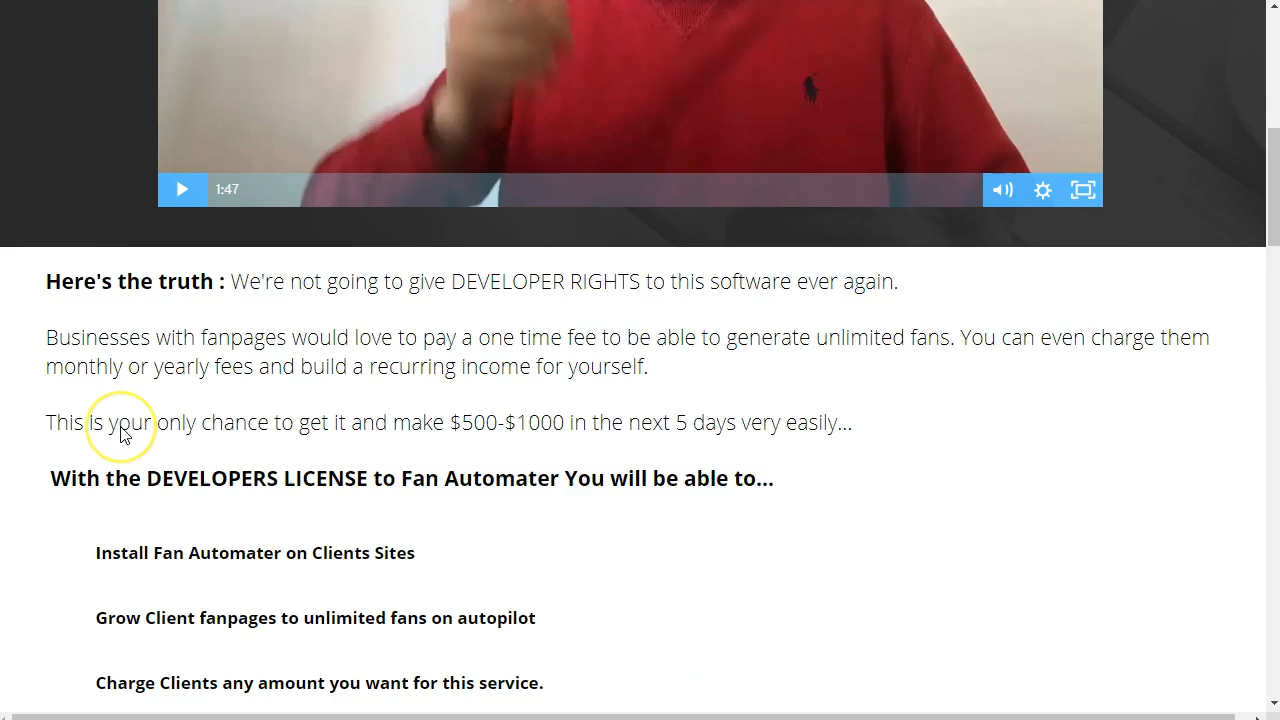 1:47
Here's the truth : We're not going to give DEVELOPER RIGHTS to this software ever again.
Businesses with fanpages would love to pay a one time fee to be able to generate unlimited fans. You can even charge them
monthly or yearly fees and build a recurring income for yourself.
This is your only chance to get it and make $500-$1000 in the next 5 days very easily...
With the DEVELOPERS LICENSE to Fan Automater You will be able to...
Install Fan Automater on Clients Sites
Grow Client fanpages to unlimited fans on autopilot
Charge Clients any amount you want for this service.